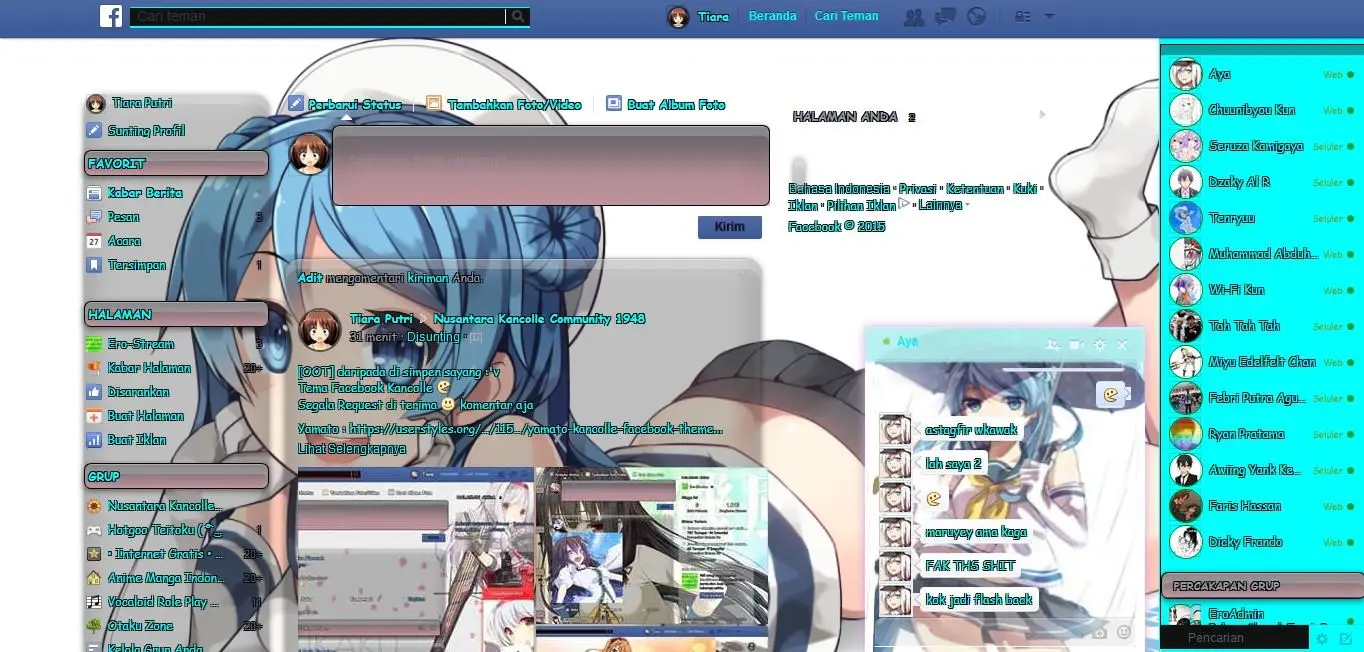 Cari teman
Tiara
Beranda
Cari Teman
Tiara Putri
Sunting Profil
FAVORIT
Kabar Berita
Pesan 3
Acara
Tersimpan 1
HALAMAN
Ero-Stream 3
Kabar Halaman 20+
Disarankan
Buat Halaman
Buat Iklan
GRUP
Nusantara Kancolle...
Hotgoo Teitoku ( 1
• Internet Gratis • ... 20+
Anime Manga Indon... 20+
Vocaloid Role Play ... 11
Otaku Zone 20+
Kelola Grup Anda
Perbarui Status
Tambahkan Foto/Video
Buat Album Foto
Kirim
Adit mengomentari kiriman Anda.
Tiara Putri > Nusantara Kancolle Community 1948
31 menit · Disunting ·
[OOT] daripada di simpen sayang :'v
Tema Facebook Kancolle
Segala Request di terima komentar aja
Yamato : https://userstyles.org/.../115.../yamato-kancolle-facebook-theme...
Lihat Selengkapnya
HALAMAN ANDA 2
Bahasa Indonesia · Privasi · Ketentuan · Kuki ·
Iklan · Pilihan Iklan · Lainnya
Facebook © 2015
Aya
astagfir wkawak
lah saya 2
maruyey ama kaga
FAK THS SHIT
kok jadi flash back
Aya Web
Chuunibyou Kun Web
Seruza Kamigaya Seluler
Dzaky Al R Seluler
Tenryuu Seluler
Muhammad Abduh... Web
Wi-Fi Kun Web
Tah Tah Tah Seluler
Miyu Edelfelt Chan Web
Febri Putra Agu... Seluler
Ryan Pratama Seluler
Awiing Yank Ke... Seluler
Faris Hassan Web
Dicky Franda Web
PERCAKAPAN GRUP
EroAdmin
Pencarian